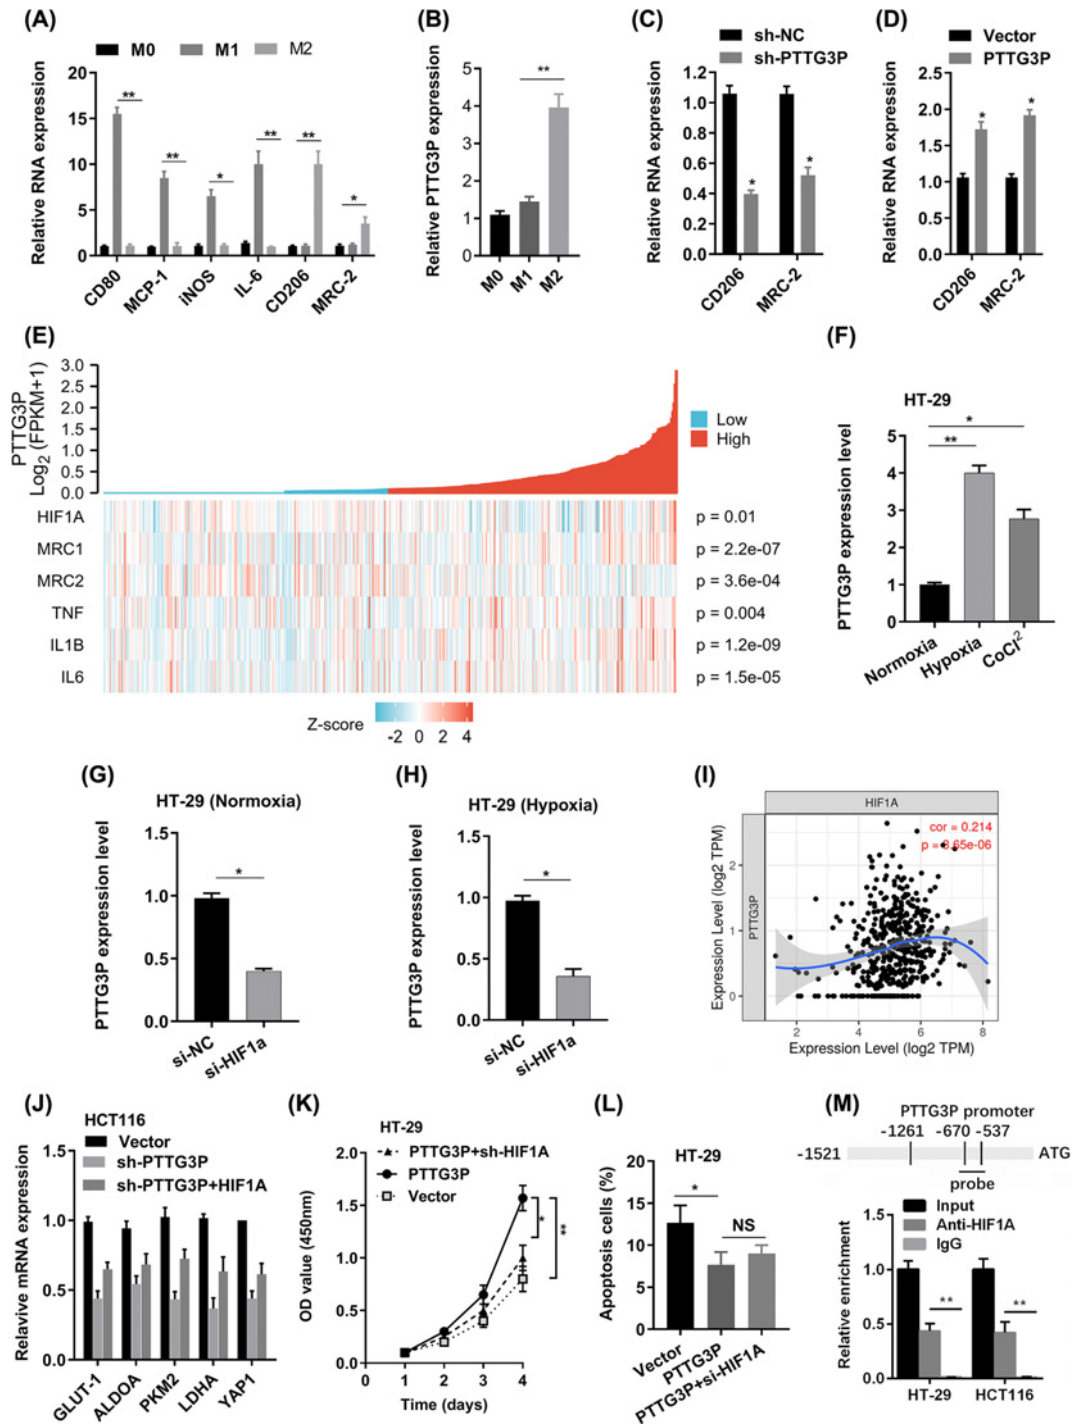 (A)
M0 M1 M2
Relative RNA expression
20
15
10
5
0
** ** * ** ** *
CD80 MCP-1 iNOS IL-6 CD206 MRC-2
(B)
Relative PTTG3P expression
5
4
3
2
1
0
**
M0 M1 M2
(C)
sh-NC
sh-PTTG3P
Relative RNA expression
1.2
1.0
0.8
0.6
0.4
0.2
0.0
* *
CD206 MRC-2
(D)
Vector
PTTG3P
Relative RNA expression
2.5
2.0
1.5
1.0
0.5
0.0
* *
CD206 MRC-2
(E)
PTTG3P
Log2 (FPKM+1)
3.0
2.5
2.0
1.5
1.0
0.5
0.0
Low
High
HIF1A p = 0.01
MRC1 p = 2.2e-07
MRC2 p = 3.6e-04
TNF p = 0.004
IL1B p = 1.2e-09
IL6 p = 1.5e-05
Z-score
-2 0 2 4
(F)
HT-29
PTTG3P expression level
5
4
3
2
1
0
*
**
Normoxia Hypoxia CoCl2
(G)
HT-29 (Normoxia)
PTTG3P expression level
1.5
1.0
0.5
0.0
*
si-NC si-HIF1a
(H)
HT-29 (Hypoxia)
PTTG3P expression level
1.5
1.0
0.5
0.0
*
si-NC si-HIF1a
(I)
HIF1A
PTTG3P
Expression Level (log2 TPM)
cor = 0.214
2
1
0
2 4 6 8
Expression Level (log2 TPM)
(J)
HCT116
Vector
sh-PTTG3P
sh-PTTG3P+HIF1A
Relavive mRNA expression
1.5
1.0
0.5
0.0
GLUT-1 ALDOA PKM2 LDHA YAP1
(K)
HT-29
PTTG3P+sh-HIF1A
PTTG3P
Vector
OD value (450nm)
2.0
1.5
1.0
0.5
0.0
* **
0 1 2 3 4
Time (days)
(L)
HT-29
Apoptosis cells (%)
20
15
10
5
0
*
NS
Vector PTTG3P PTTG3P+si-HIF1A
(M)
PTTG3P promoter
-1261 -670 -537
-1521 ATG
probe
Input
Anti-HIF1A
IgG
Relative enrichment
1.5
1.0
0.5
0.0
** **
HT-29 HCT116